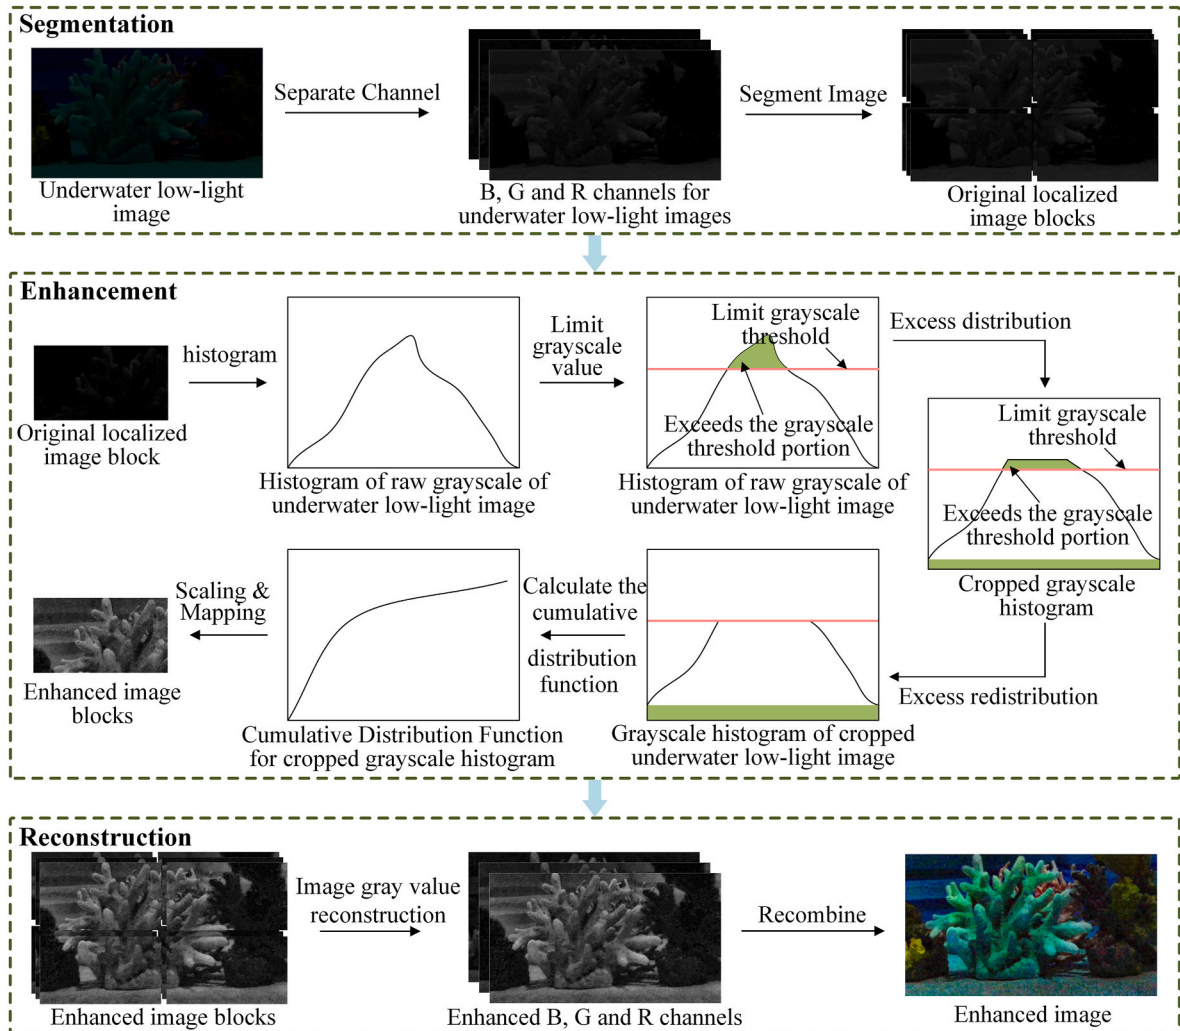 Segmentation
Separate Channel
Segment Image
Underwater low-light
image
B, G and R channels for
underwater low-light images
Original localized
image blocks
Enhancement
histogram
Original localized
image block
Histogram of raw grayscale of
underwater low-light image
Limit
grayscale
value
Limit grayscale
threshold
Exceeds the grayscale
threshold portion
Histogram of raw grayscale of
underwater low-light image
Excess distribution
Limit grayscale
threshold
Exceeds the grayscale
threshold portion
Cropped grayscale
histogram
Excess redistribution
Grayscale histogram of cropped
underwater low-light image
Calculate the
cumulative
distribution
function
Cumulative Distribution Function
for cropped grayscale histogram
Scaling &
Mapping
Enhanced image
blocks
Reconstruction
Image gray value
reconstruction
Recombine
Enhanced image blocks
Enhanced B, G and R channels
Enhanced image